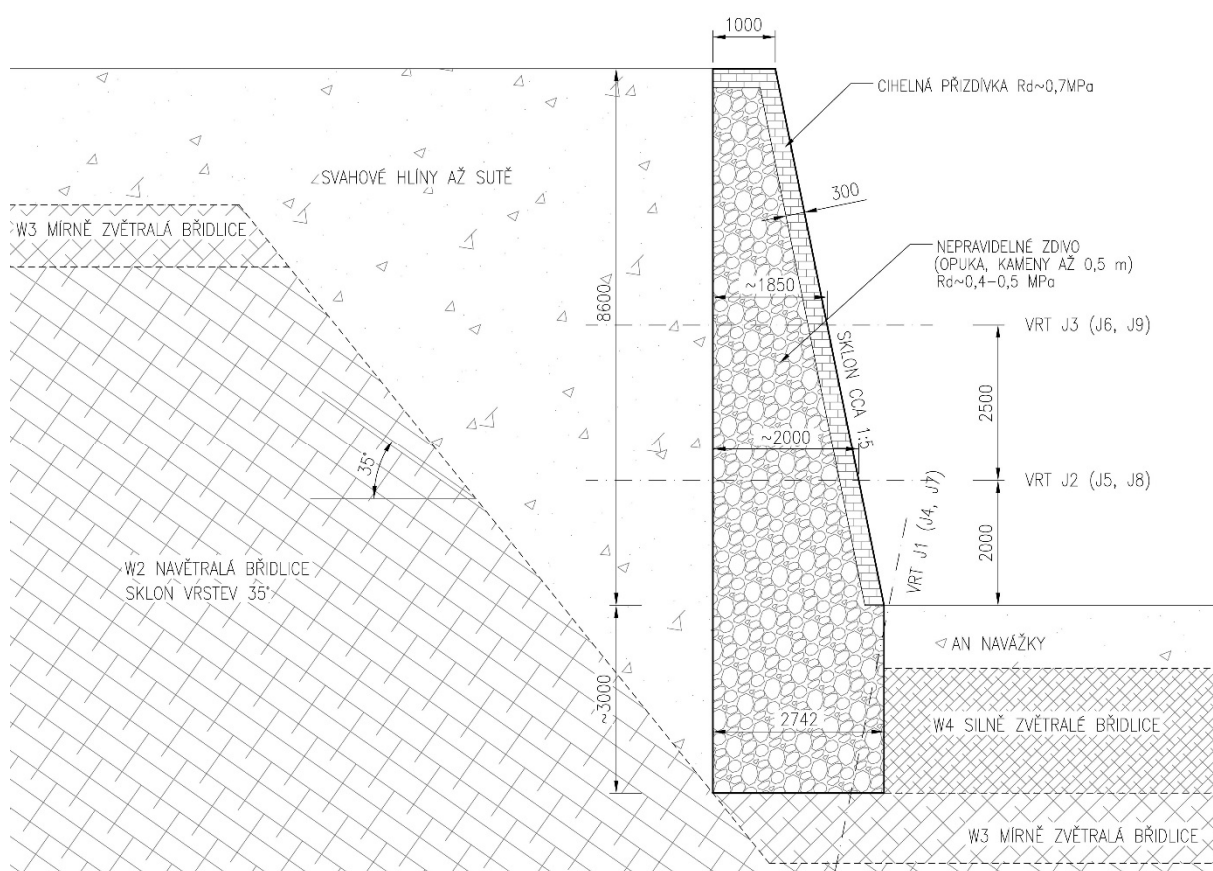 1000
CIHELNÁ PŘIZDÍVKA Rd~0,7MPa
SVAHOVÉ HLÍNY AŽ SUTĚ
300
W3 MÍRNĚ ZVĚTRALÁ BŘIDLICE
NEPRAVIDELNÉ ZDIVO
(OPUKA, KAMENY AŽ 0,5 m)
Rd~0,4-0,5 MPa
~1850
8600
VRT J3 (J6, J9)
SKLON CCA 1:5
2500
~2000
35°
VRT J2 (J5, J8)
VRT J1 (J4, J7)
2000
W2 NAVĚTRALÁ BŘIDLICE
SKLON VRSTEV 35°
AN NAVÁŽKY
~3000
2742
W4 SILNĚ ZVĚTRALÉ BŘIDLICE
W3 MÍRNĚ ZVĚTRALÁ BŘIDLICE